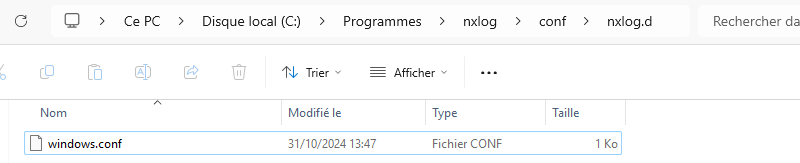 Ce PC > Disque local (C:) > Programmes > nxlog > conf > nxlog.d > Rechercher da
Trier Afficher ...
Nom Modifié le Type Taille
windows.conf 31/10/2024 13:47 Fichier CONF 1 Ko